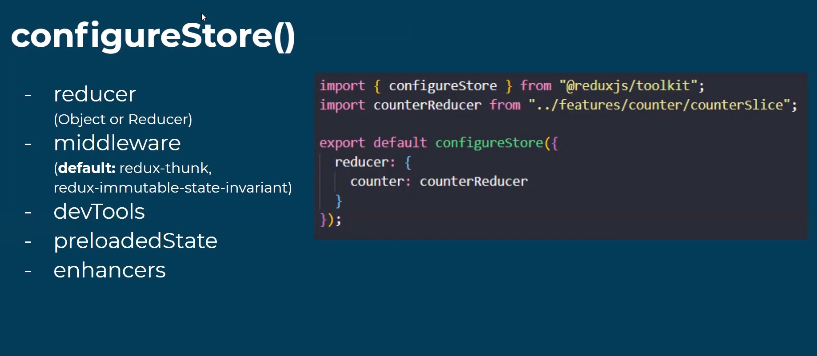 configureStore()
- reducer
(Object or Reducer)
- middleware
(default: redux-thunk,
redux-immutable-state-invariant)
- devTools
- preloadedState
- enhancers
import { configureStore } from "@reduxjs/toolkit";
import counterReducer from "../features/counter/counterSlice";
export default configureStore({
reducer: {
counter: counterReducer
}
});